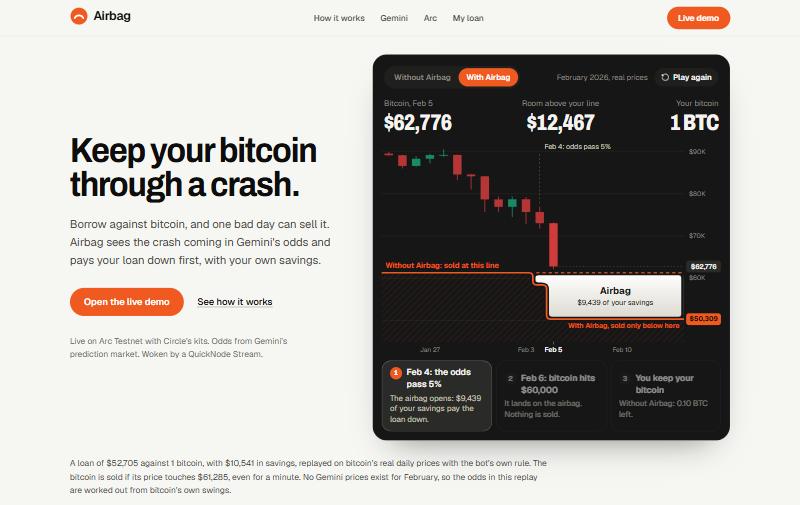 Airbag
How it works
Gemini
Arc
My loan
Live demo
Keep your bitcoin
through a crash.
Borrow against bitcoin, and one bad day can sell it.
Airbag sees the crash coming in Gemini's odds and
pays your loan down first, with your own savings.
Open the live demo
See how it works
Live on Arc Testnet with Circle's kits. Odds from Gemini's
prediction market. Woken by a QuickNode Stream.
Without Airbag
With Airbag
February 2026, real prices
Play again
Bitcoin, Feb 5
Room above your line
Your bitcoin
$62,776
$12,467
1 BTC
Feb 4: odds pass 5%
$90K
$80K
$70K
Without Airbag: sold at this line
$62,776
$60K
Airbag
$9,439 of your savings
With Airbag, sold only below here
$50,309
Jan 27
Feb 3
Feb 5
Feb 10
1
Feb 4: the odds
pass 5%
The airbag opens: $9,439
of your savings pay the
loan down.
2
Feb 6: bitcoin hits
$60,000
It lands on the airbag.
Nothing is sold.
3
You keep your
bitcoin
Without Airbag: 0.10 BTC
left.
A loan of $52,705 against 1 bitcoin, with $10,541 in savings, replayed on bitcoin's real daily prices with the bot's own rule. The
bitcoin is sold if its price touches $61,285, even for a minute. No Gemini prices exist for February, so the odds in this replay
are worked out from bitcoin's own swings.